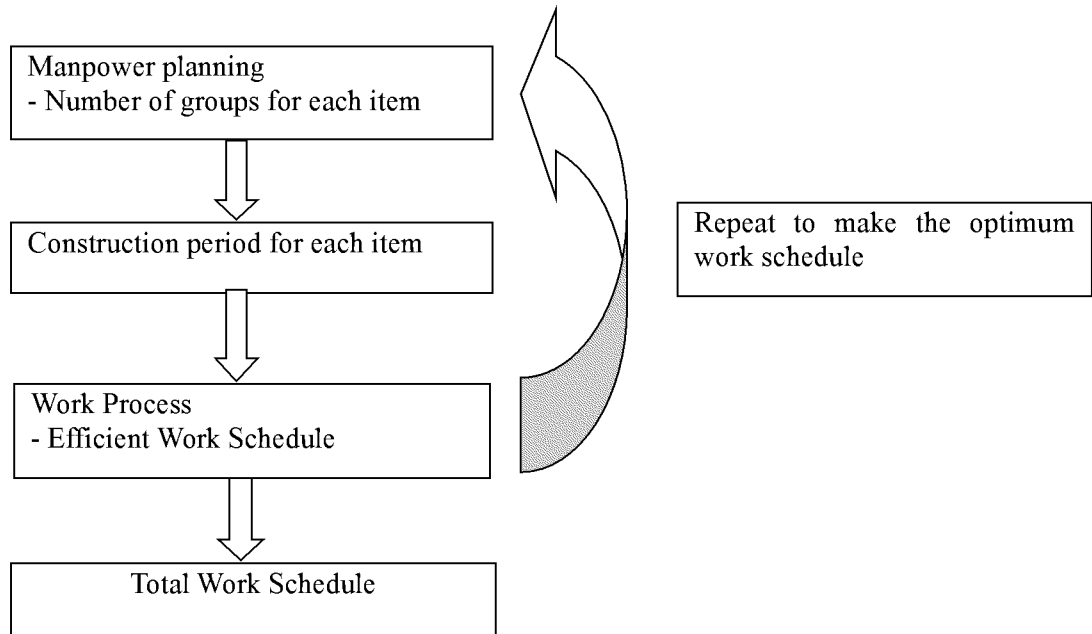 Manpower planning
- Number of groups for each item
Construction period for each item
Work Process
- Efficient Work Schedule
Total Work Schedule
Repeat to make the optimum
work schedule